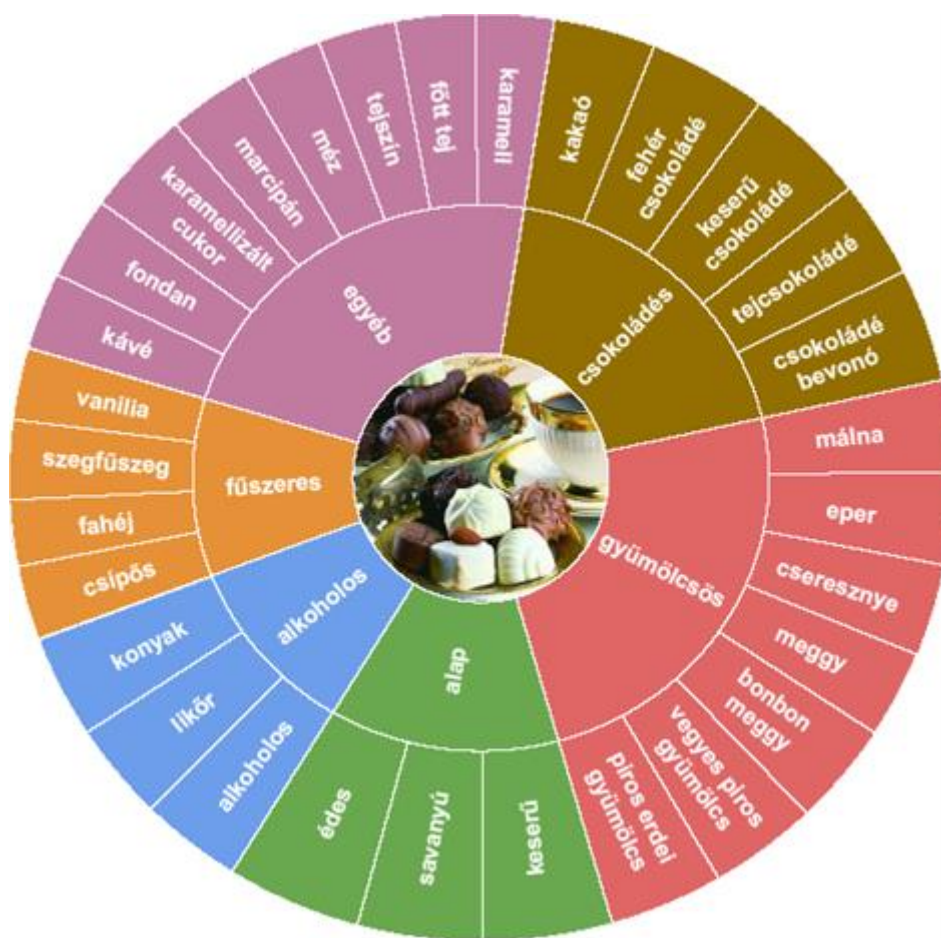 karamell
kakaó
fehér
csokoládé
keserű
csokoládé
tejcsokoládé
csokoládé
bevonó
csokoládés
málna
eper
cseresznye
meggy
bonbon
meggy
vegyes piros
gyümölcs
piros erdei
gyümölcs
gyümölcsös
keserű
savanyú
édes
alap
alkoholos
likőr
konyak
alkoholos
csípős
fahéj
szegfűszeg
vanilia
fűszeres
kávé
fondan
karamellizált
cukor
marcipán
méz
tejszín
főtt tej
egyéb